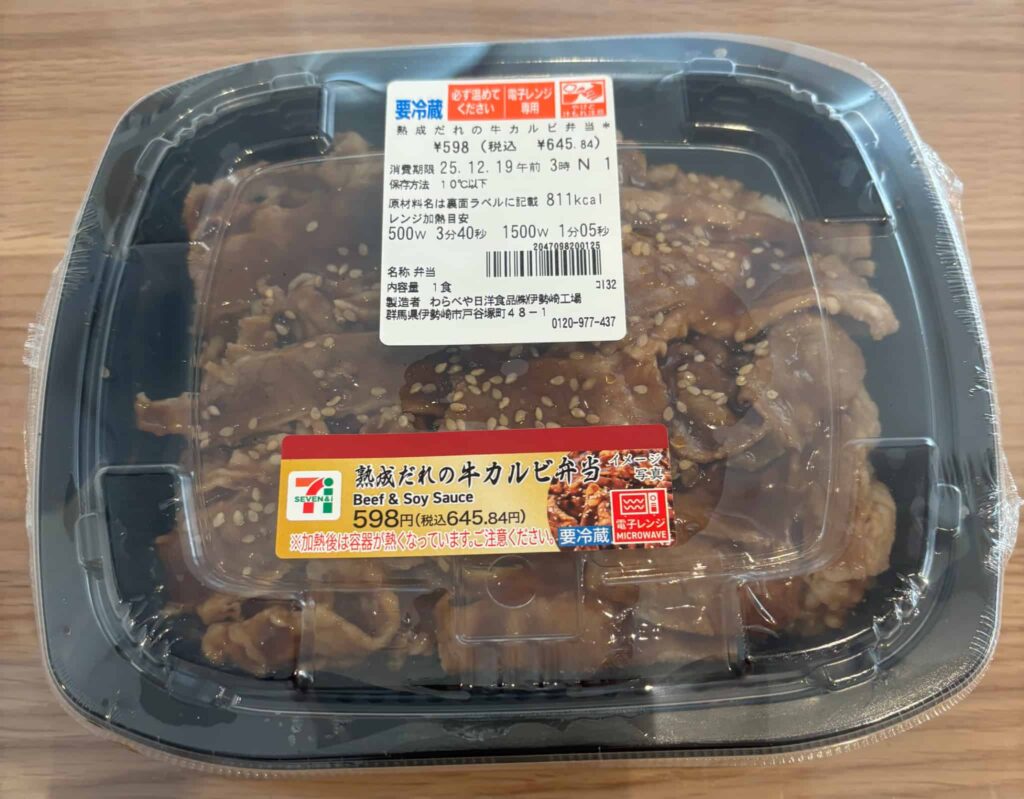 要冷蔵 必ず温めてください 電子レンジ専用
熟成だれの牛カルビ弁当*
¥598 (税込 ¥645.84)
消費期限 25.12.19午前 3時 N 1
保存方法 10℃以下
原材料名は裏面ラベルに記載 811kcal
レンジ加熱目安
500W 3分40秒 1500W 1分05秒
2047098200125
名称 弁当
内容量 1食 コ132
製造者 わらべや日洋食品㈱伊勢崎工場
群馬県伊勢崎市戸谷塚町48-1
0120-977-437
熟成だれの牛カルビ弁当 イメージ写真
SEVEN&i
Beef & Soy Sauce
598円(税込645.84円)
※加熱後は容器が熱くなっています。ご注意ください。
要冷蔵
電子レンジ
MICROWAVE